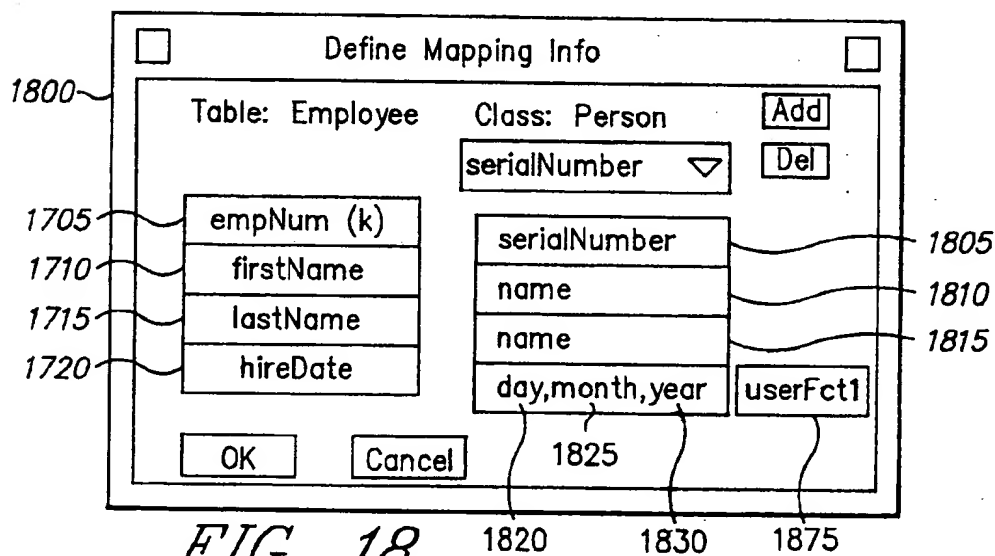 Define Mapping Info
1800
Table: Employee Class: Person Add
serialNumber Del
1705 empNum (k) serialNumber 1805
1710 firstName name 1810
1715 lastName name 1815
1720 hireDate day,month,year userFct1
OK Cancel 1825
FIG. 18 1820 1830 1875